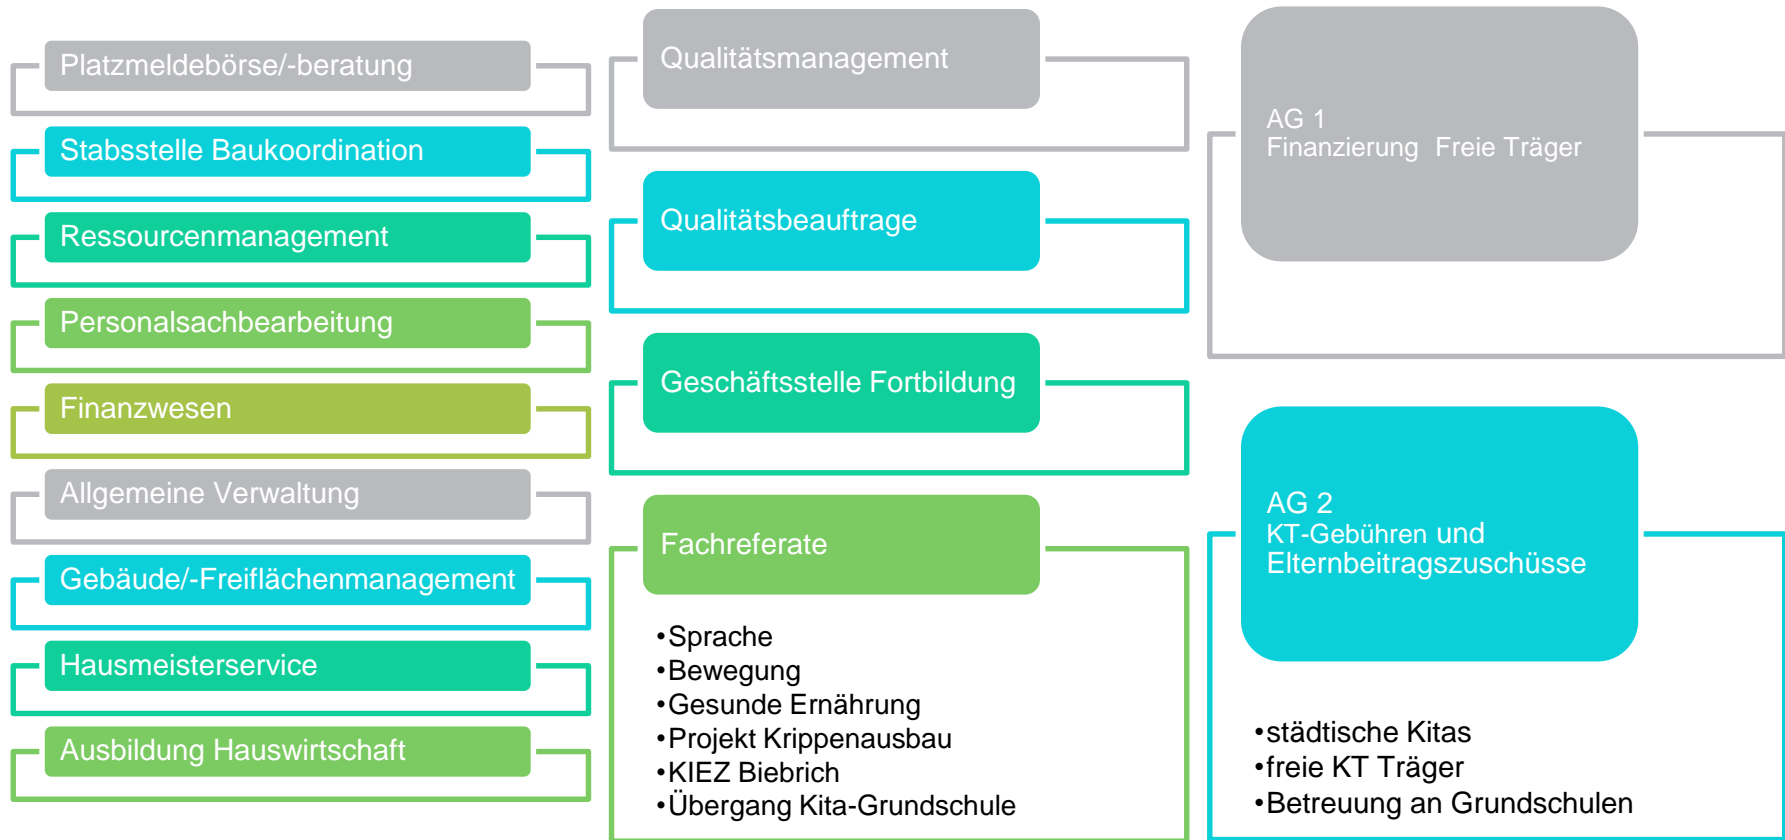 Platzmeldebörse/-beratung
Stabsstelle Baukoordination
Ressourcenmanagement
Personalsachbearbeitung
Finanzwesen
Allgemeine Verwaltung
Gebäude/-Freiflächenmanagement
Hausmeisterservice
Ausbildung Hauswirtschaft
Qualitätsmanagement
Qualitätsbeauftrage
Geschäftsstelle Fortbildung
Fachreferate
•Sprache
•Bewegung
•Gesunde Ernährung
•Projekt Krippenausbau
•KIEZ Biebrich
•Übergang Kita-Grundschule
AG 1
Finanzierung Freie Träger
AG 2
KT-Gebühren und
Elternbeitragszuschüsse
•städtische Kitas
•freie KT Träger
•Betreuung an Grundschulen